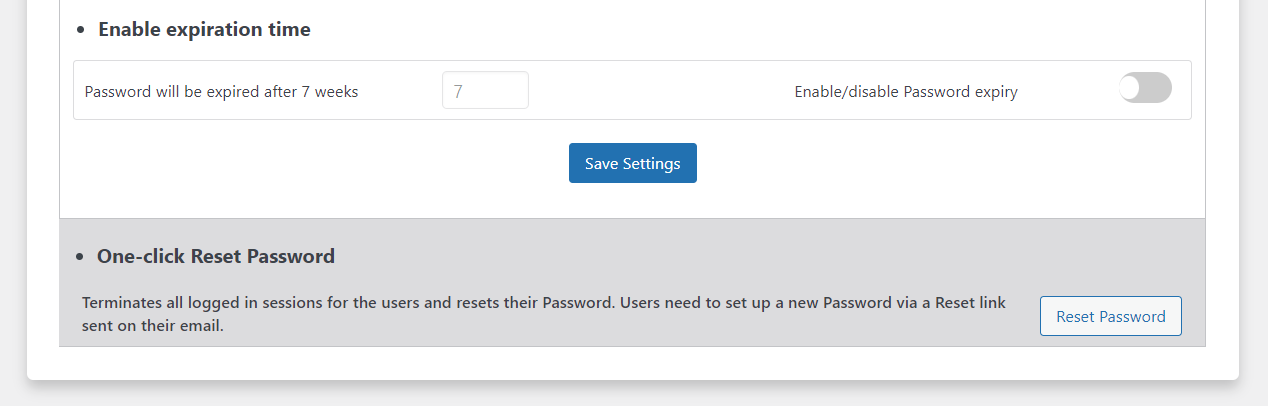 Enable expiration time
Password will be expired after 7 weeks
7
Enable/disable Password expiry
Save Settings
One-click Reset Password
Terminates all logged in sessions for the users and resets their Password. Users need to set up a new Password via a Reset link
sent on their email.
Reset Password